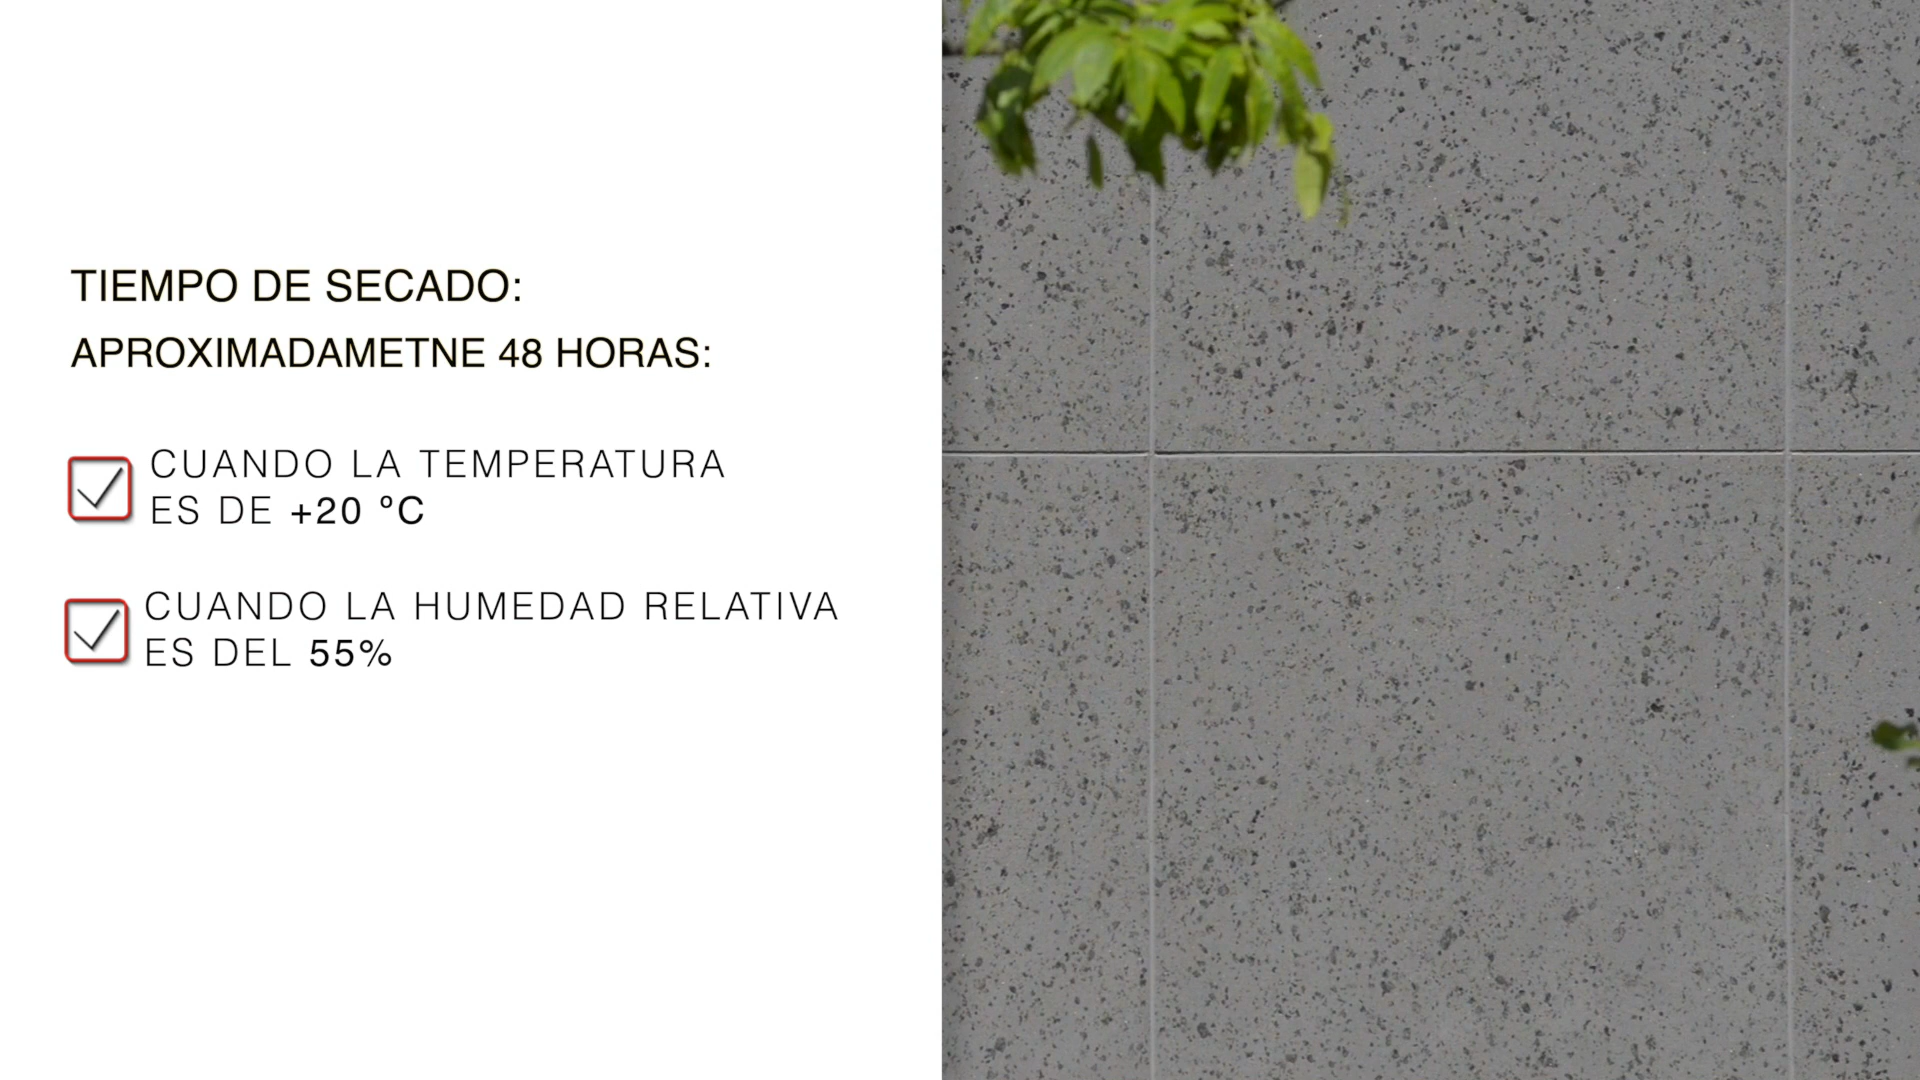 TIEMPO DE SECADO:
APROXIMADAMETNE 48 HORAS:
CUANDO LA TEMPERATURA
ES DE +20 ºC
CUANDO LA HUMEDAD RELATIVA
ES DEL 55%